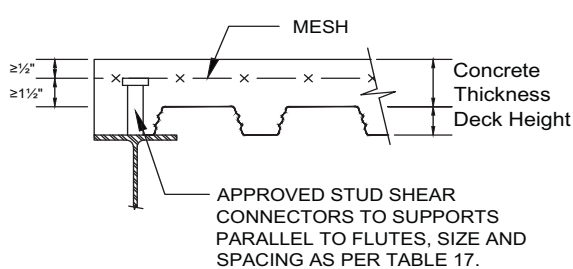 MESH
≥½"
≥1½"
Concrete
Thickness
Deck Height
APPROVED STUD SHEAR
CONNECTORS TO SUPPORTS
PARALLEL TO FLUTES, SIZE AND
SPACING AS PER TABLE 17.